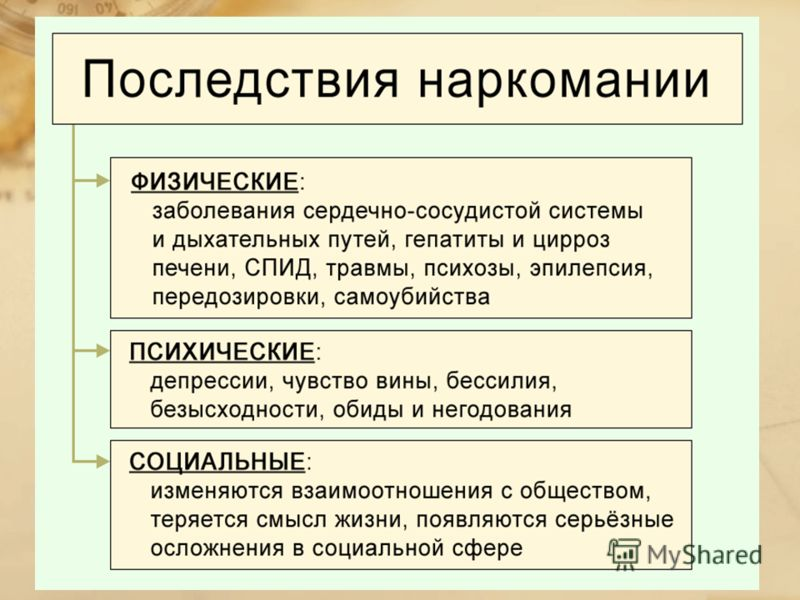 Последствия наркомании
ФИЗИЧЕСКИЕ:
заболевания сердечно-сосудистой системы
и дыхательных путей, гепатиты и цирроз
печени, СПИД, травмы, психозы, эпилепсия,
передозировки, самоубийства
ПСИХИЧЕСКИЕ:
депрессии, чувство вины, бессилия,
безысходности, обиды и негодования
СОЦИАЛЬНЫЕ:
изменяются взаимоотношения с обществом,
теряется смысл жизни, появляются серьёзные
осложнения в социальной сфере
MyShared